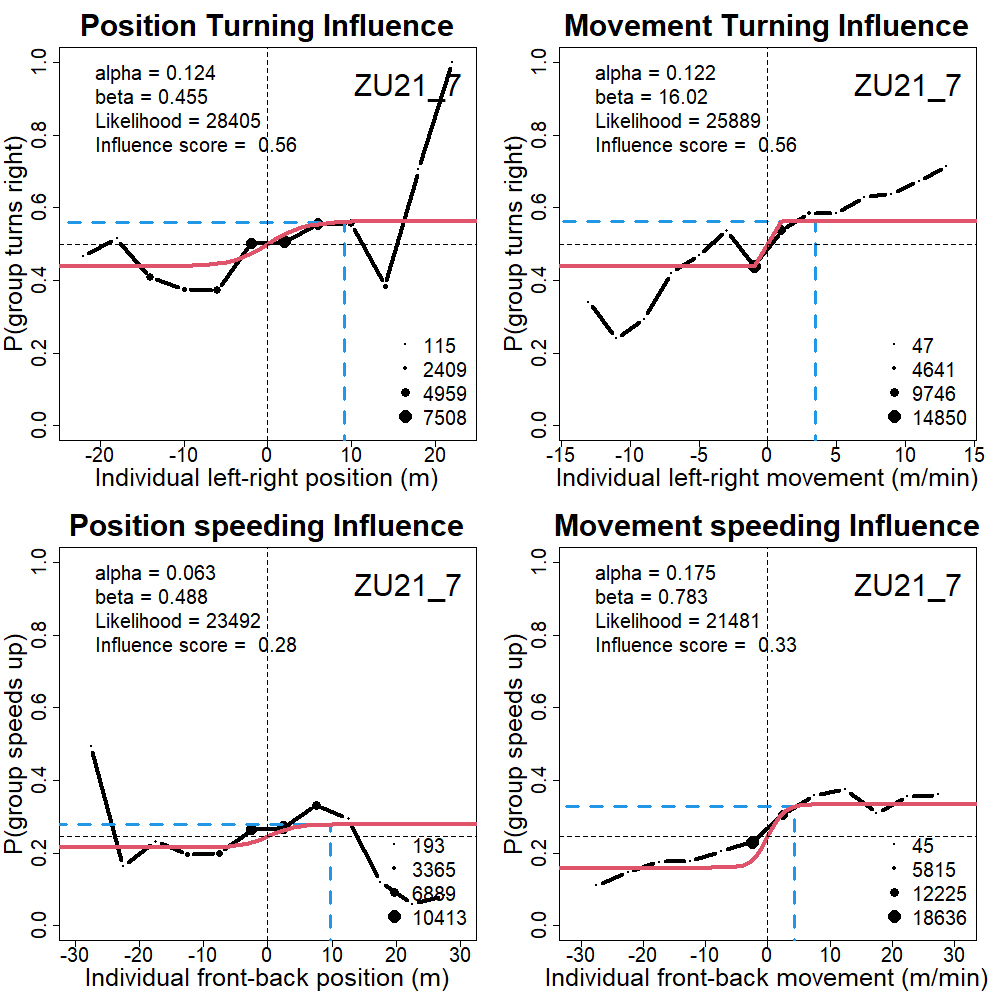 Position Turning Influence
alpha = 0.124
beta = 0.455
Likelihood = 28405
Influence score = 0.56
ZU21_7
P(group turns right)
0.0 0.2 0.4 0.6 0.8 1.0
115
2409
4959
7508
-20 -10 0 10 20
Individual left-right position (m)
Movement Turning Influence
alpha = 0.122
beta = 16.02
Likelihood = 25889
Influence score = 0.56
ZU21_7
P(group turns right)
0.0 0.2 0.4 0.6 0.8 1.0
47
4641
9746
14850
-15 -10 -5 0 5 10 15
Individual left-right movement (m/min)
Position speeding Influence
alpha = 0.063
beta = 0.488
Likelihood = 23492
Influence score = 0.28
ZU21_7
P(group speeds up)
0.0 0.2 0.4 0.6 0.8 1.0
193
3365
6889
10413
-30 -20 -10 0 10 20 30
Individual front-back position (m)
Movement speeding Influence
alpha = 0.175
beta = 0.783
Likelihood = 21481
Influence score = 0.33
ZU21_7
P(group speeds up)
0.0 0.2 0.4 0.6 0.8 1.0
45
5815
12225
18636
-30 -20 -10 0 10 20 30
Individual front-back movement (m/min)